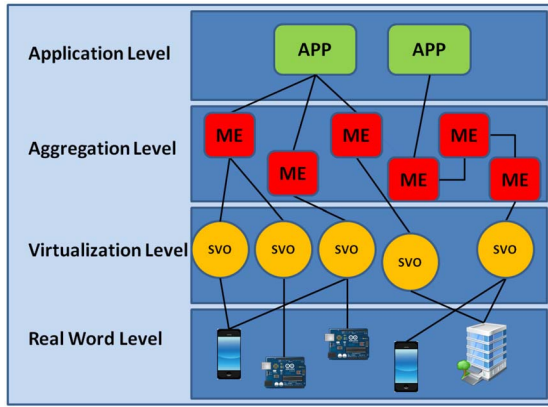 Application Level
APP APP
Aggregation Level
ME ME ME
ME ME ME
Virtualization Level
SVO SVO SVO SVO SVO
Real Word Level